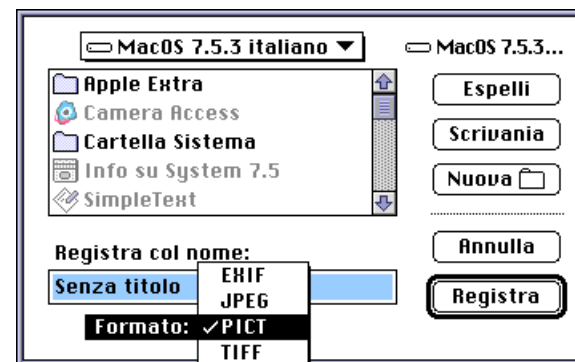 MacOS 7.5.3 italiano
MacOS 7.5.3...
Apple Extra
Camera Access
Cartella Sistema
Info su System 7.5
SimpleText
Espelli
Scrivania
Nuova
Registra col nome:
Senza titolo
Formato:
EXIF
JPEG
✓PICT
TIFF
Annulla
Registra